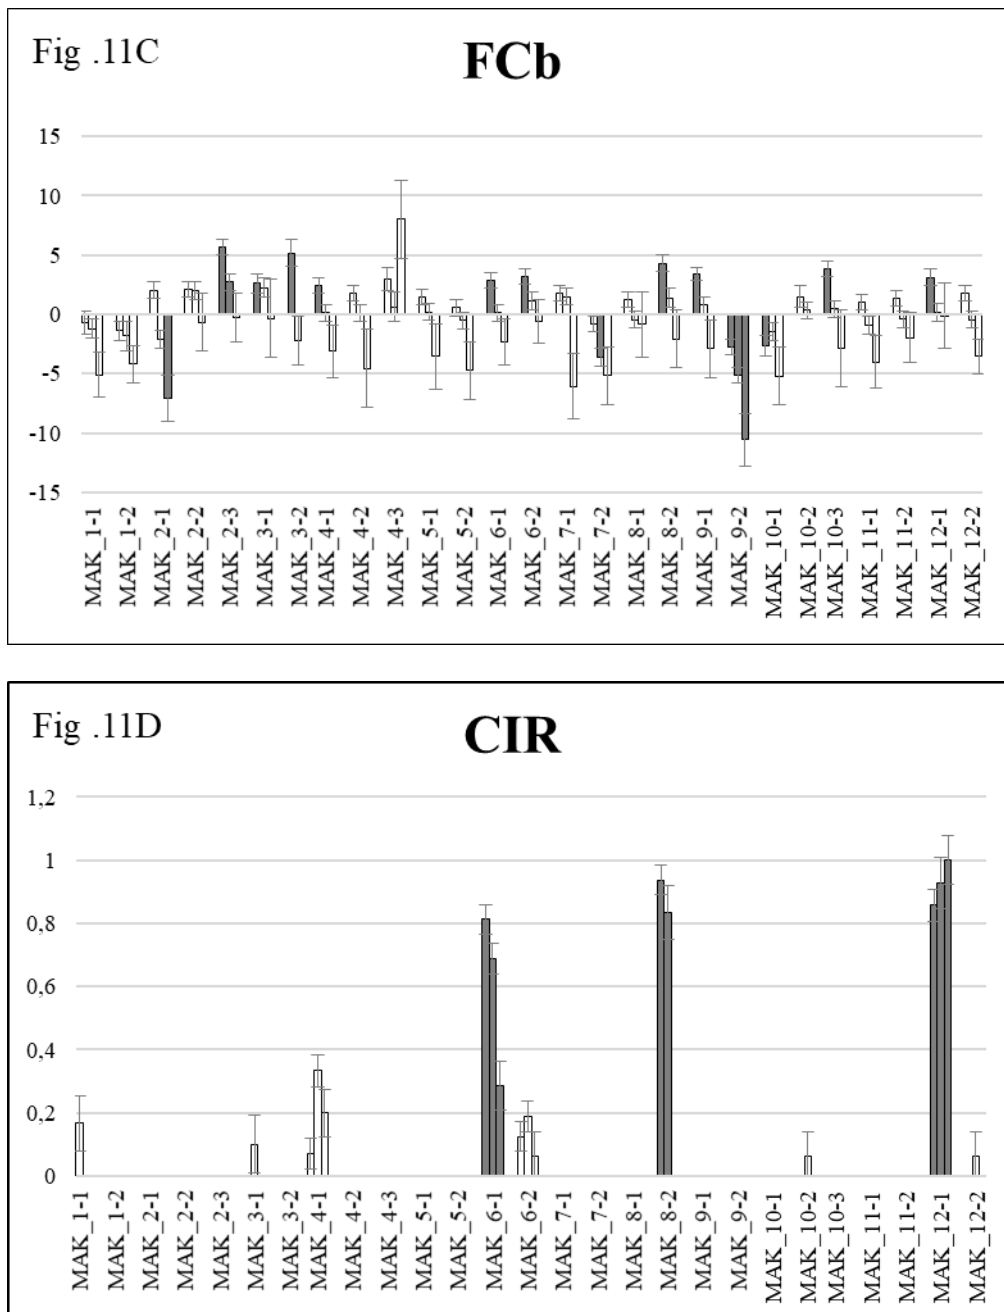 Fig .11C
FCb
15
10
5
0
-5
-10
-15
MAK_1-1
MAK_1-2
MAK_2-1
MAK_2-2
MAK_2-3
MAK_3-1
MAK_3-2
MAK_4-1
MAK_4-2
MAK_4-3
MAK_5-1
MAK_5-2
MAK_6-1
MAK_6-2
MAK_7-1
MAK_7-2
MAK_8-1
MAK_8-2
MAK_9-1
MAK_9-2
MAK_10-1
MAK_10-2
MAK_10-3
MAK_11-1
MAK_11-2
MAK_12-1
MAK_12-2
Fig .11D
CIR
1,2
1
0,8
0,6
0,4
0,2
0
MAK_1-1
MAK_1-2
MAK_2-1
MAK_2-2
MAK_2-3
MAK_3-1
MAK_3-2
MAK_4-1
MAK_4-2
MAK_4-3
MAK_5-1
MAK_5-2
MAK_6-1
MAK_6-2
MAK_7-1
MAK_7-2
MAK_8-1
MAK_8-2
MAK_9-1
MAK_9-2
MAK_10-1
MAK_10-2
MAK_10-3
MAK_11-1
MAK_11-2
MAK_12-1
MAK_12-2